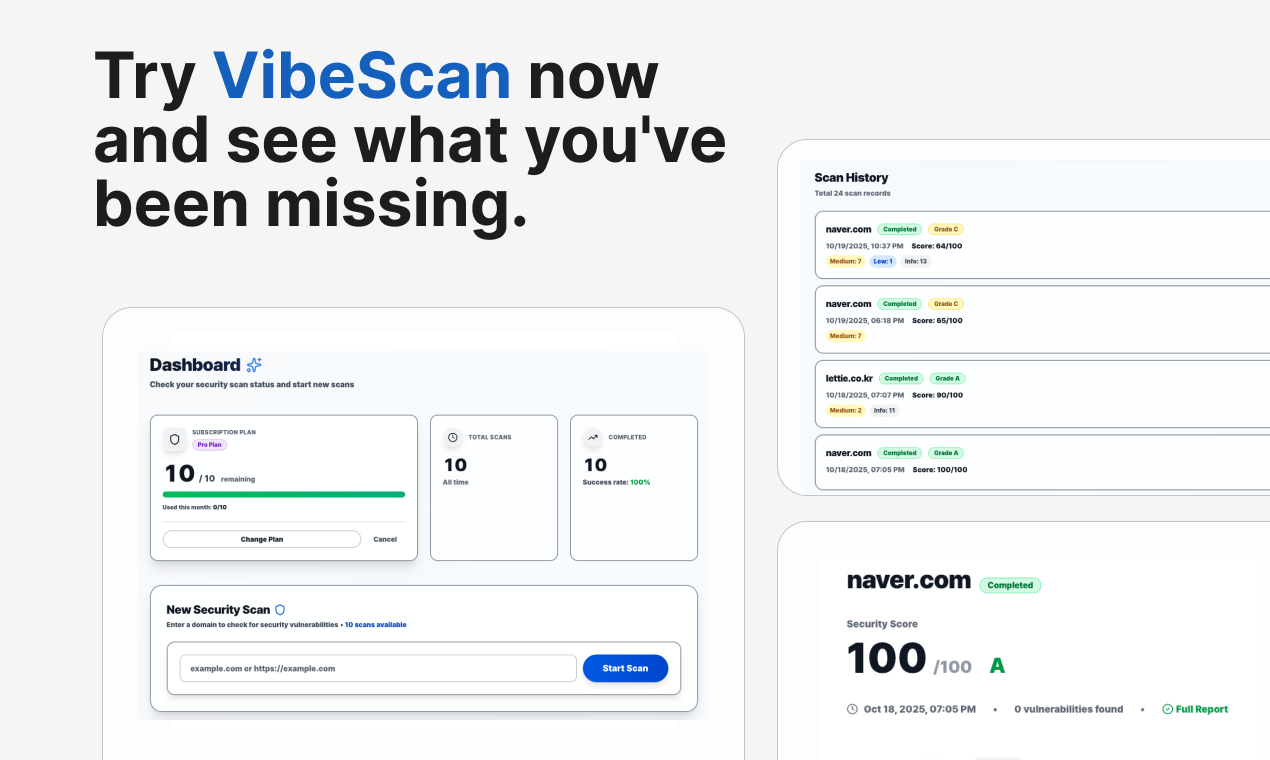 Try VibeScan now
and see what you've
been missing.
Dashboard
Check your security scan status and start new scans
SUBSCRIPTION PLAN
Pro Plan
10 / 10 remaining
Used this month: 0/10
Change Plan
Cancel
TOTAL SCANS
10
All time
COMPLETED
10
Success rate: 100%
New Security Scan
Enter a domain to check for security vulnerabilities • 10 scans available
example.com or https://example.com
Start Scan
Scan History
Total 24 scan records
naver.com Completed Grade C
10/19/2025, 10:37 PM Score: 64/100
Medium: 7 Low: 1 Info: 13
naver.com Completed Grade C
10/19/2025, 06:18 PM Score: 65/100
Medium: 7
lettie.co.kr Completed Grade A
10/18/2025, 07:07 PM Score: 90/100
Medium: 2 Info: 11
naver.com Completed Grade A
10/18/2025, 07:05 PM Score: 100/100
naver.com Completed
Security Score
100 /100 A
Oct 18, 2025, 07:05 PM • 0 vulnerabilities found • Full Report